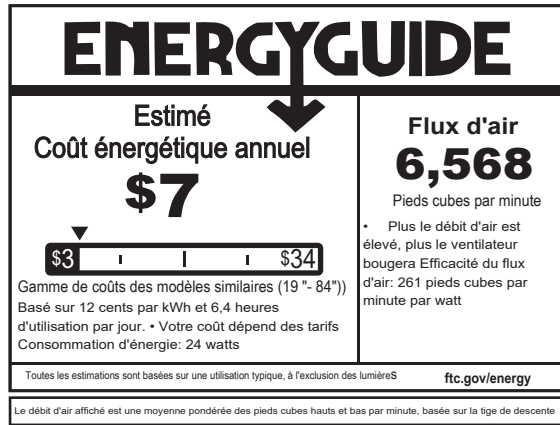 ENERGYGUIDE
Estimé
Coût énergétique annuel
$7
$3
$34
Gamme de coûts des modèles similaires (19 "- 84"))
Basé sur 12 cents par kWh et 6,4 heures
d'utilisation par jour. • Votre coût dépend des tarifs
Consommation d'énergie: 24 watts
Flux d'air
6,568
Pieds cubes par minute
• Plus le débit d'air est
élevé, plus le ventilateur
bougera Efficacité du flux
d'air: 261 pieds cubes par
minute par watt
Toutes les estimations sont basées sur une utilisation typique, à l'exclusion des lumièreS
ftc.gov/energy
Le débit d'air affiché est une moyenne pondérée des pieds cubes hauts et bas par minute, basée sur la tige de descente